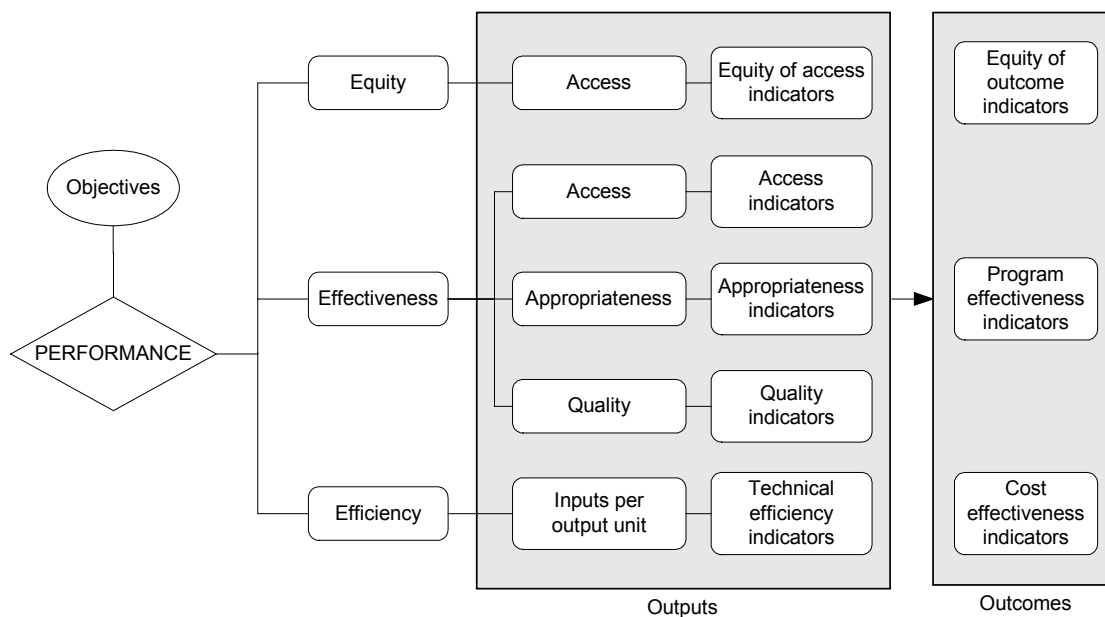 Objectives
PERFORMANCE
Equity
Access
Equity of access
indicators
Effectiveness
Access
Access
indicators
Appropriateness
Appropriateness
indicators
Quality
Quality
indicators
Efficiency
Inputs per
output unit
Technical
efficiency
indicators
Outputs
Equity of
outcome
indicators
Program
effectiveness
indicators
Cost
effectiveness
indicators
Outcomes